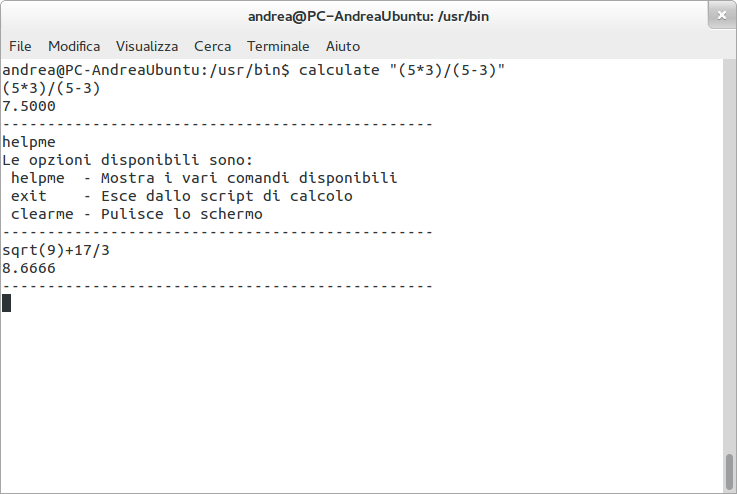 andrea@PC-AndreaUbuntu: /usr/bin
File Modifica Visualizza Cerca Terminale Aiuto
andrea@PC-AndreaUbuntu:/usr/bin$ calculate "(5*3)/(5-3)"
(5*3)/(5-3)
7.5000
------------------------------------------------
helpme
Le opzioni disponibili sono:
 helpme  - Mostra i vari comandi disponibili
 exit    - Esce dallo script di calcolo
 clearme - Pulisce lo schermo
------------------------------------------------
sqrt(9)+17/3
8.6666
------------------------------------------------